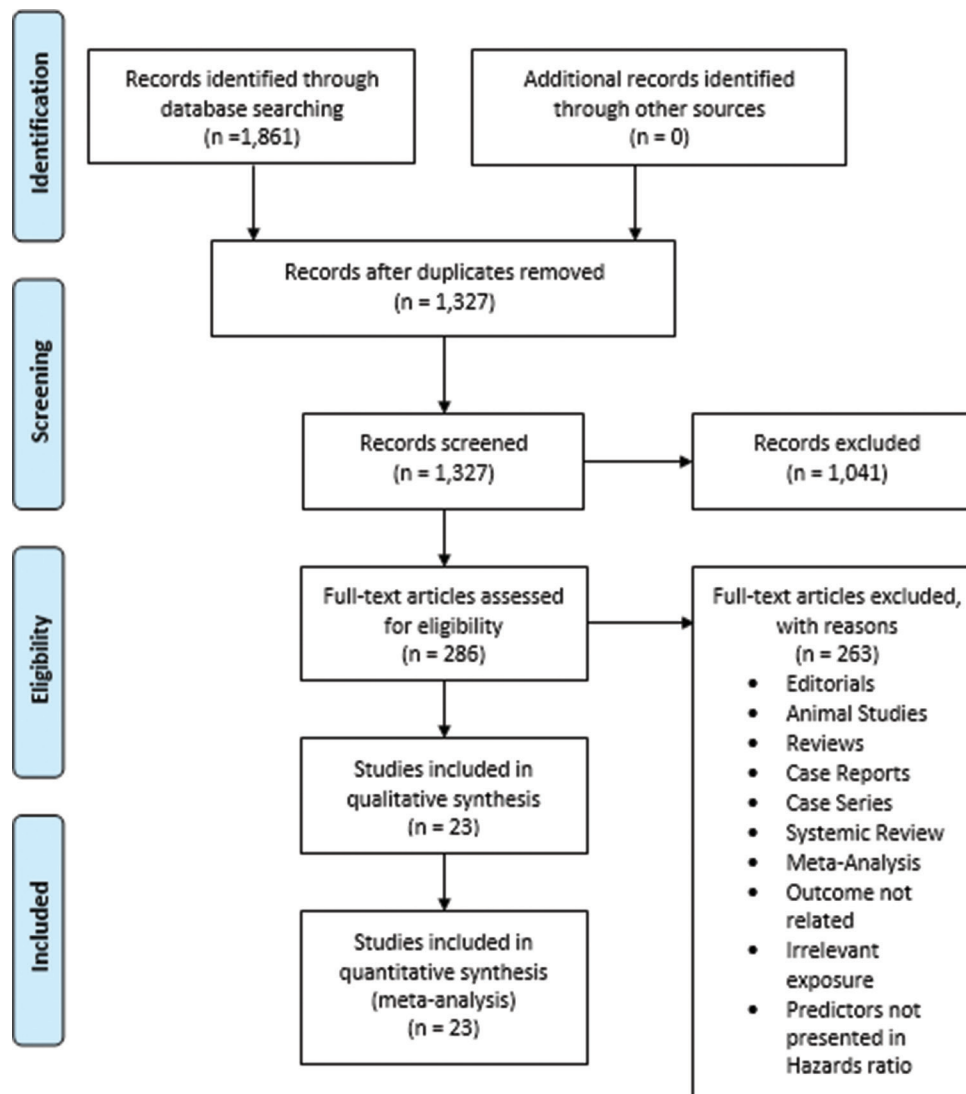 Identification
Records identified through
database searching
(n =1,861)
Additional records identified
through other sources
(n = 0)
Records after duplicates removed
(n = 1,327)
Screening
Records screened
(n = 1,327)
Records excluded
(n = 1,041)
Eligibility
Full-text articles assessed
for eligibility
(n = 286)
Full-text articles excluded,
with reasons
(n = 263)
• Editorials
• Animal Studies
• Reviews
• Case Reports
• Case Series
• Systemic Review
• Meta-Analysis
• Outcome not
related
• Irrelevant
exposure
• Predictors not
presented in
Hazards ratio
Studies included in
qualitative synthesis
(n = 23)
Included
Studies included in
quantitative synthesis
(meta-analysis)
(n = 23)